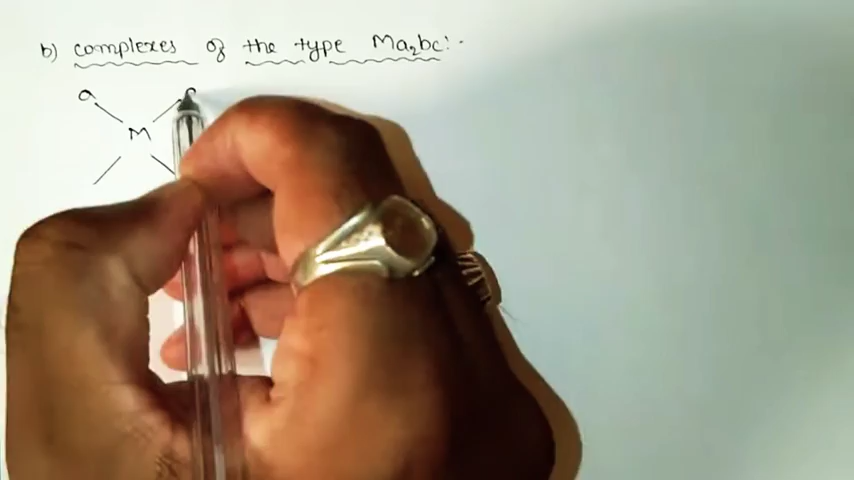 b) complexes of the type Ma₂bc:-
a
M